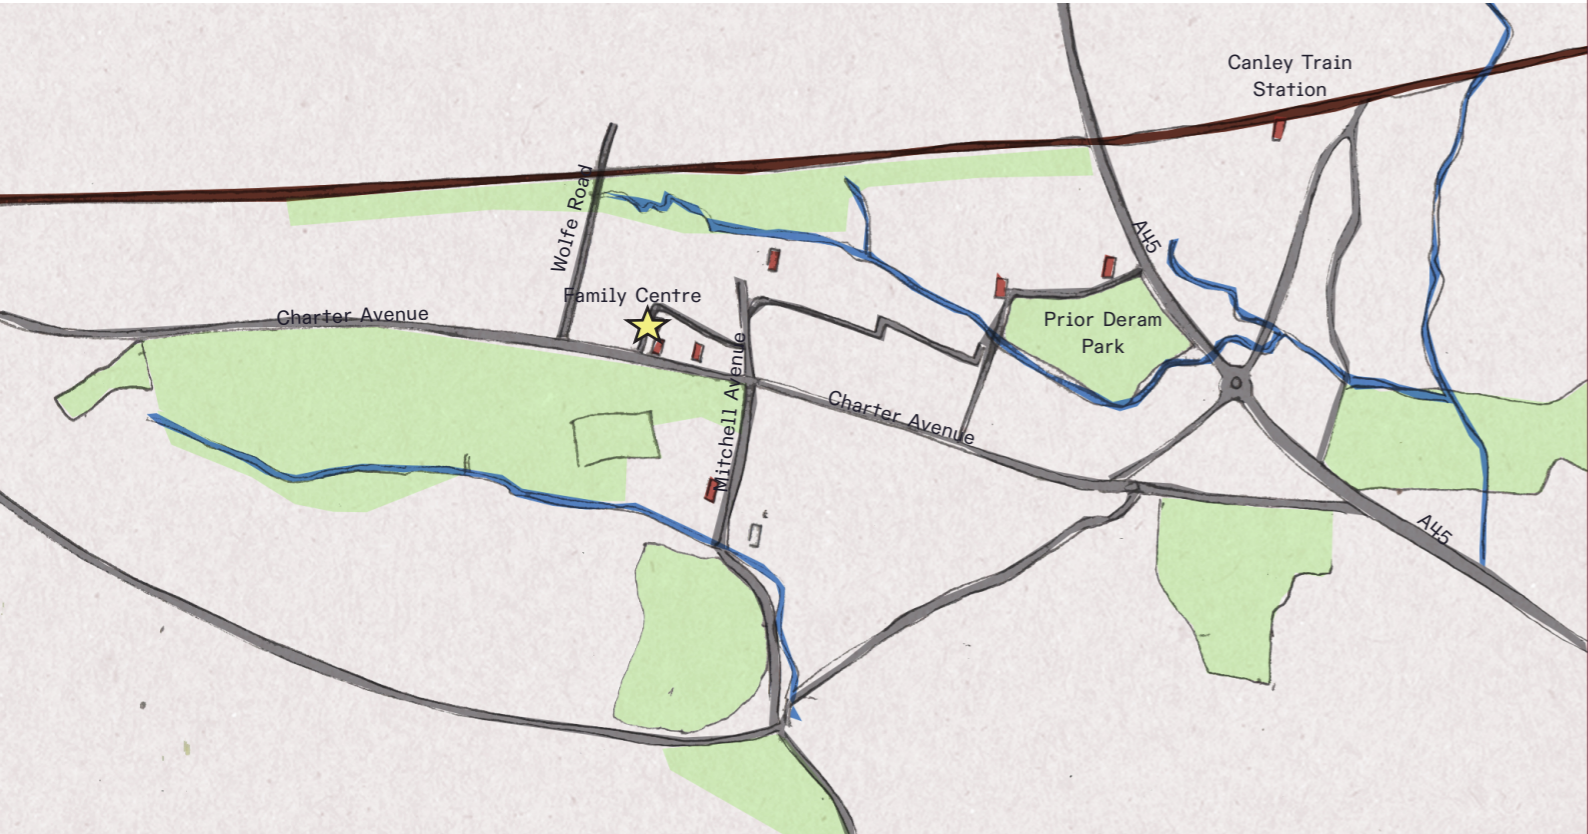 Canley Train
Station
Wolfe Road
A45
Family Centre
Charter Avenue
Prior Deram
Park
Mitchell Avenue
Charter Avenue
A45